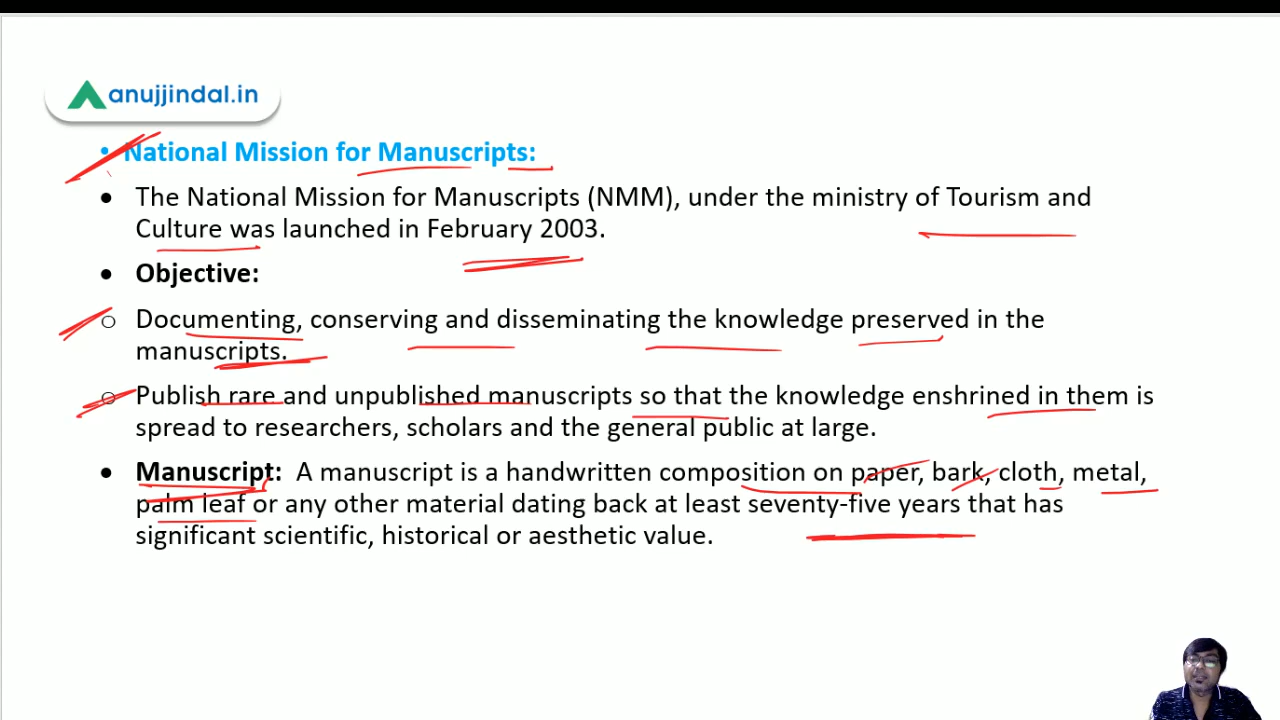 anujjindal.in
• National Mission for Manuscripts:
● The National Mission for Manuscripts (NMM), under the ministry of Tourism and
Culture was launched in February 2003.
● Objective:
○ Documenting, conserving and disseminating the knowledge preserved in the
manuscripts.
○ Publish rare and unpublished manuscripts so that the knowledge enshrined in them is
spread to researchers, scholars and the general public at large.
● Manuscript: A manuscript is a handwritten composition on paper, bark, cloth, metal,
palm leaf or any other material dating back at least seventy-five years that has
significant scientific, historical or aesthetic value.